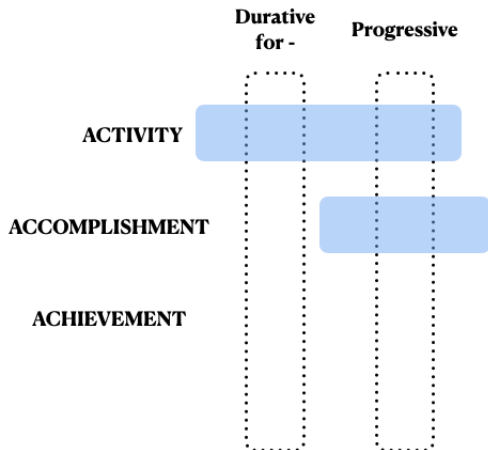 Durative
for -
Progressive
ACTIVITY
ACCOMPLISHMENT
ACHIEVEMENT